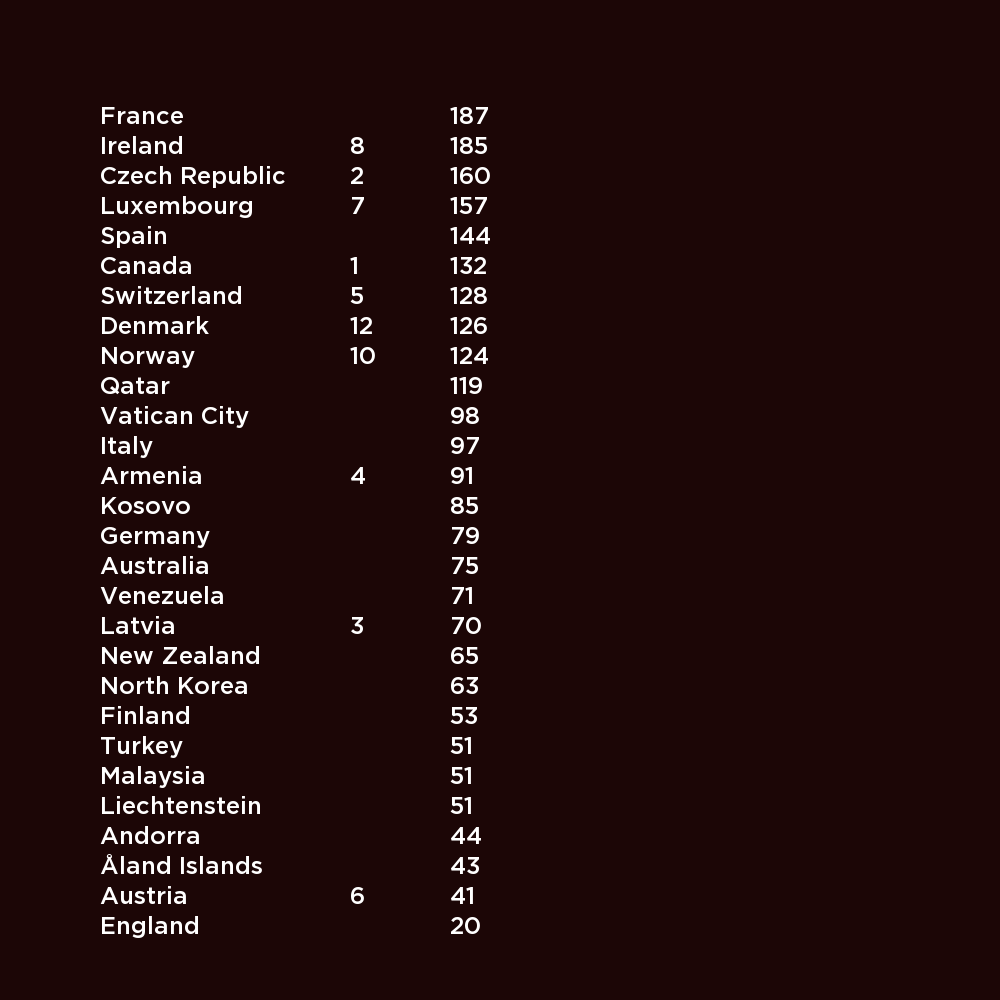 France 187
Ireland 8 185
Czech Republic 2 160
Luxembourg 7 157
Spain 144
Canada 1 132
Switzerland 5 128
Denmark 12 126
Norway 10 124
Qatar 119
Vatican City 98
Italy 97
Armenia 4 91
Kosovo 85
Germany 79
Australia 75
Venezuela 71
Latvia 3 70
New Zealand 65
North Korea 63
Finland 53
Turkey 51
Malaysia 51
Liechtenstein 51
Andorra 44
Åland Islands 43
Austria 6 41
England 20